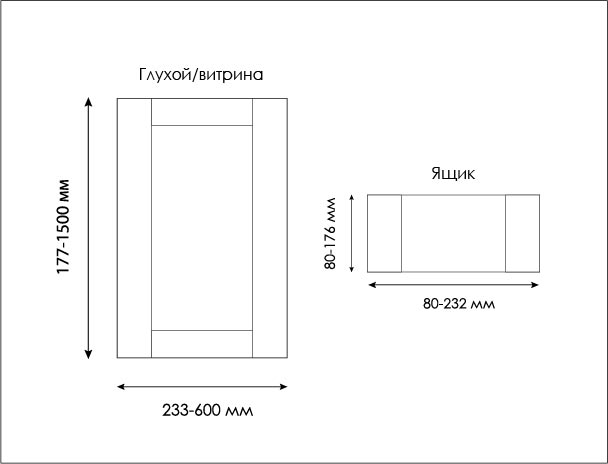 Глухой/витрина
177-1500 мм
233-600 мм
Ящик
80-176 мм
80-232 мм